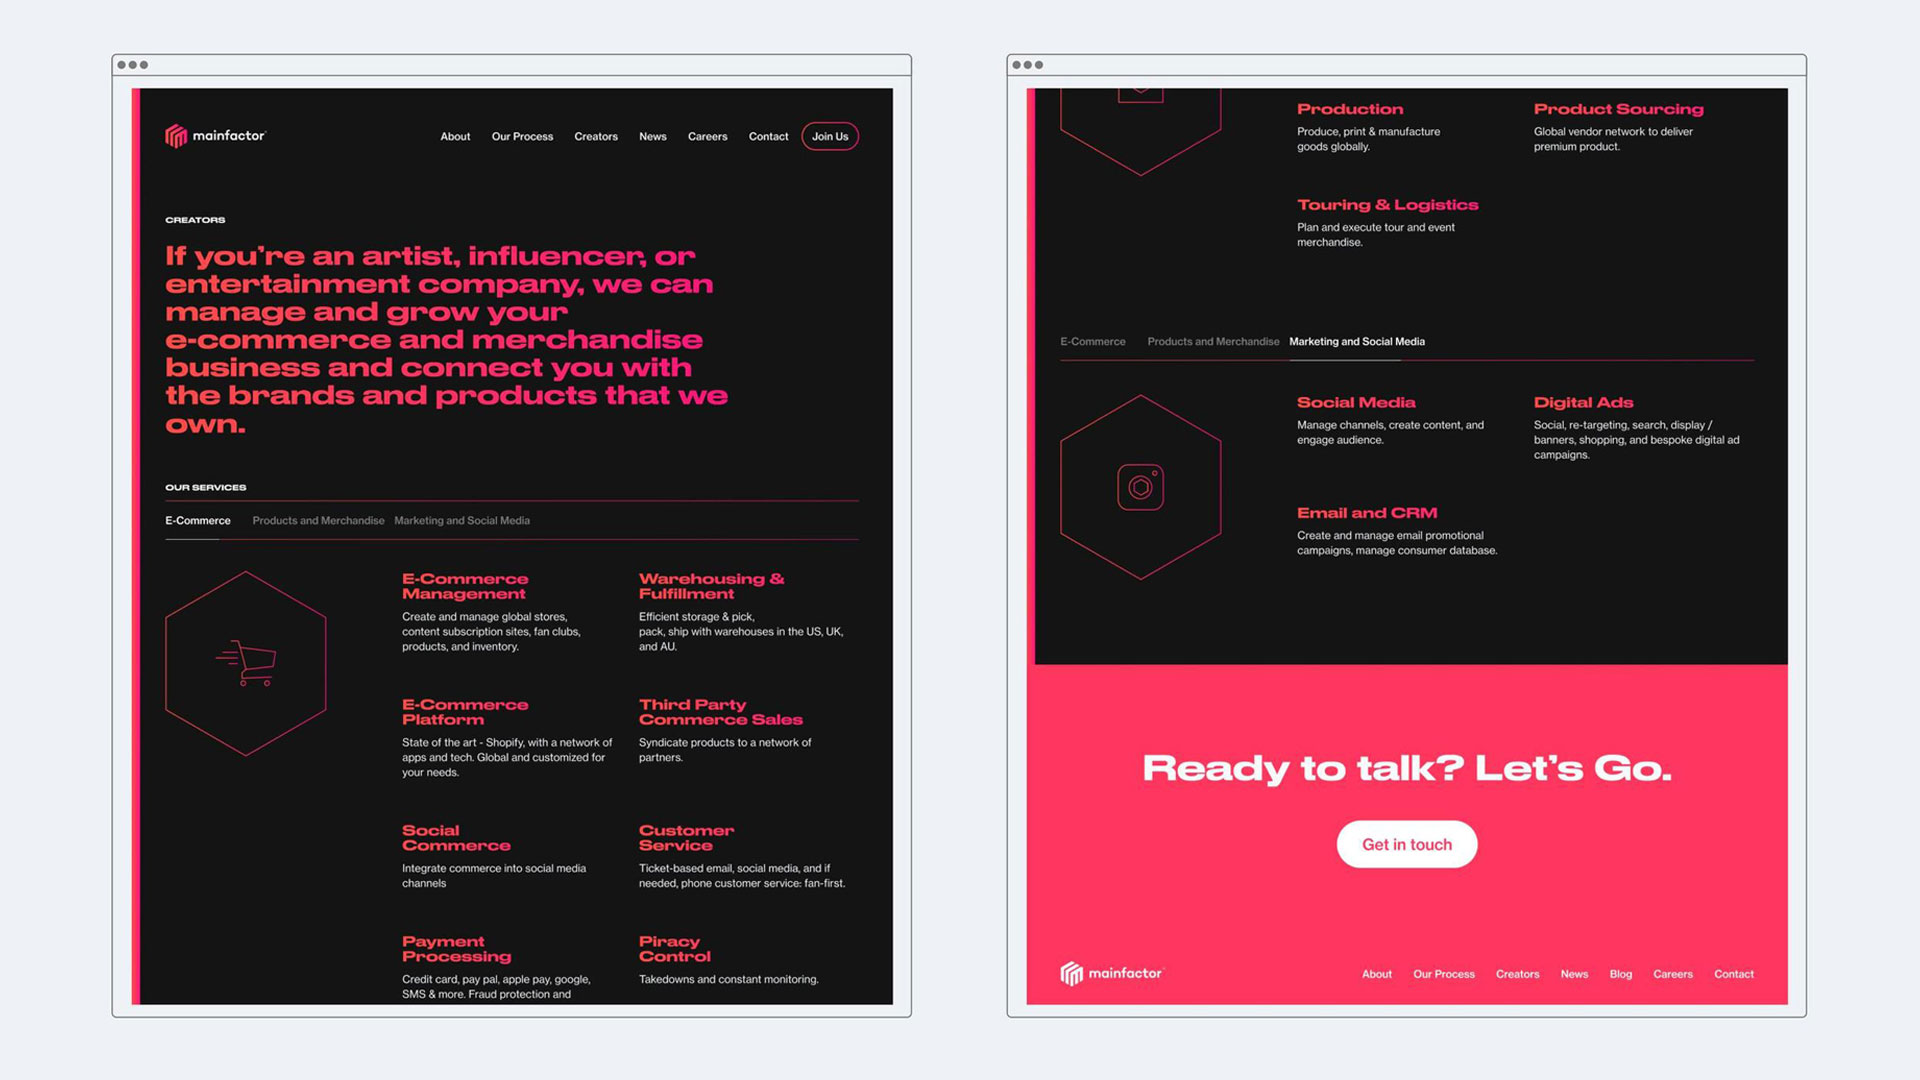 mainfactor
About Our Process Creators News Careers Contact Join Us
CREATORS
If you're an artist, influencer, or
entertainment company, we can
manage and grow your
e-commerce and merchandise
business and connect you with
the brands and products that we
own.
OUR SERVICES
E-Commerce Products and Merchandise Marketing and Social Media
E-Commerce
Management
Create and manage global stores,
content subscription sites, fan clubs,
products, and inventory.
Warehousing &
Fulfillment
Efficient storage & pick,
pack, ship with warehouses in the US, UK,
and AU.
E-Commerce
Platform
State of the art - Shopify, with a network of
apps and tech. Global and customized for
your needs.
Third Party
Commerce Sales
Syndicate products to a network of
partners.
Social
Commerce
Integrate commerce into social media
channels
Customer
Service
Ticket-based email, social media, and if
needed, phone customer service: fan-first.
Payment
Processing
Credit card, pay pal, apple pay, google,
SMS & more. Fraud protection and
Piracy
Control
Takedowns and constant monitoring.
Production
Produce, print & manufacture
goods globally.
Product Sourcing
Global vendor network to deliver
premium product.
Touring & Logistics
Plan and execute tour and event
merchandise.
E-Commerce Products and Merchandise Marketing and Social Media
Social Media
Manage channels, create content, and
engage audience.
Digital Ads
Social, re-targeting, search, display /
banners, shopping, and bespoke digital ad
campaigns.
Email and CRM
Create and manage email promotional
campaigns, manage consumer database.
Ready to talk? Let's Go.
Get in touch
mainfactor
About Our Process Creators News Blog Careers Contact